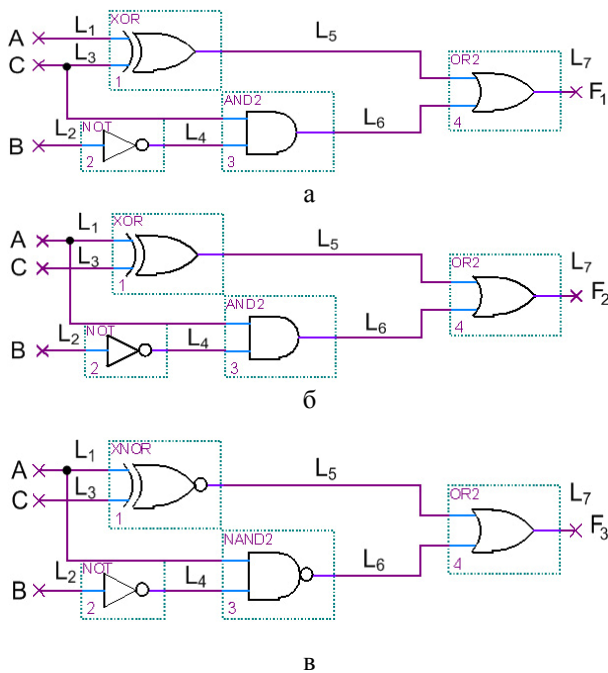 XOR
A L₁ L₅ OR2 L₇
C L₃ 1 F₁
AND2
B L₂ NOT L₄ L₆
2 3 4
а
XOR
A L₁ L₅ OR2 L₇
C L₃ 1 F₂
AND2
B L₂ NOT L₄ L₆
2 3 4
б
XNOR
A L₁ L₅ OR2 L₇
C L₃ 1 F₃
NAND2
B L₂ NOT L₄ L₆
2 3 4
в